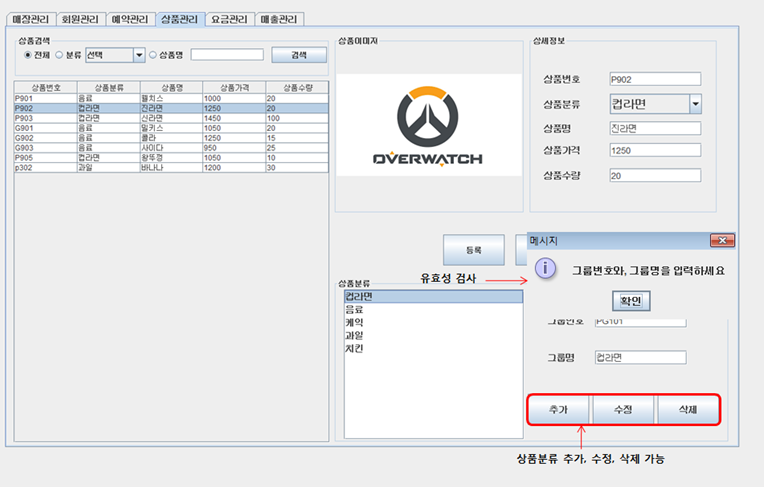 매장관리 회원관리 예약관리 상품관리 요금관리 매출관리
상품검색
전체 분류 선택 상품명 검색
상품번호 상품분류 상품명 상품가격 상품수량
P901 음료 웰치스 1000 20
P902 컵라면 진라면 1250 20
P903 컵라면 신라면 1450 100
G901 음료 밀키스 1050 20
G902 음료 콜라 1250 15
G903 음료 사이다 950 25
P905 컵라면 왕뚜껑 1050 10
p302 과일 바나나 1200 30
상품이미지
OVERWATCH
상세정보
상품번호 P902
상품분류 컵라면
상품명 진라면
상품가격 1250
상품수량 20
등록
메시지
그룹번호와, 그룹명을 입력하세요
확인
유효성 검사
상품분류
컵라면
음료
케익
과일
치킨
그룹번호 PG101
그룹명 컵라면
추가 수정 삭제
상품분류 추가, 수정, 삭제 가능